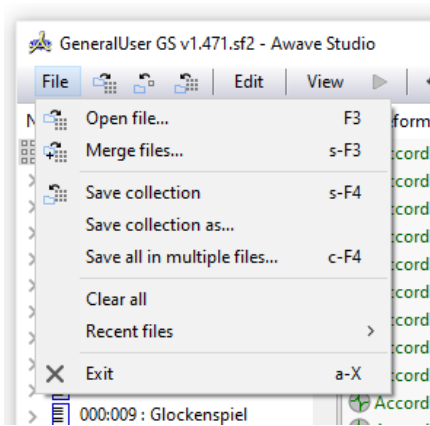 GeneralUser GS v1.471.sf2 - Awave Studio
File Edit View
Open file... F3
Merge files... s-F3
Save collection s-F4
Save collection as...
Save all in multiple files... c-F4
Clear all
Recent files
Exit a-X
Accord
000:009 : Glockenspiel